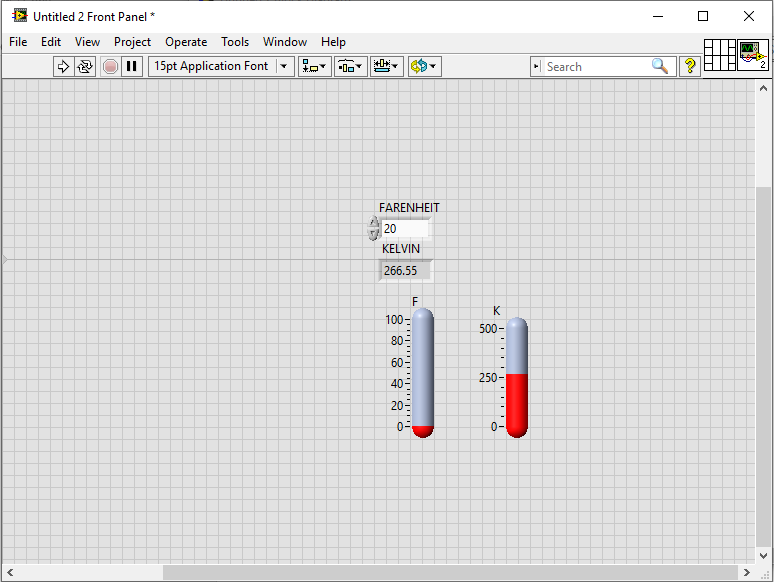 Untitled 2 Front Panel *
File Edit View Project Operate Tools Window Help
15pt Application Font Search ? 2
FARENHEIT
20
KELVIN
266.55
F
100
80
60
40
20
0
K
500
250
0